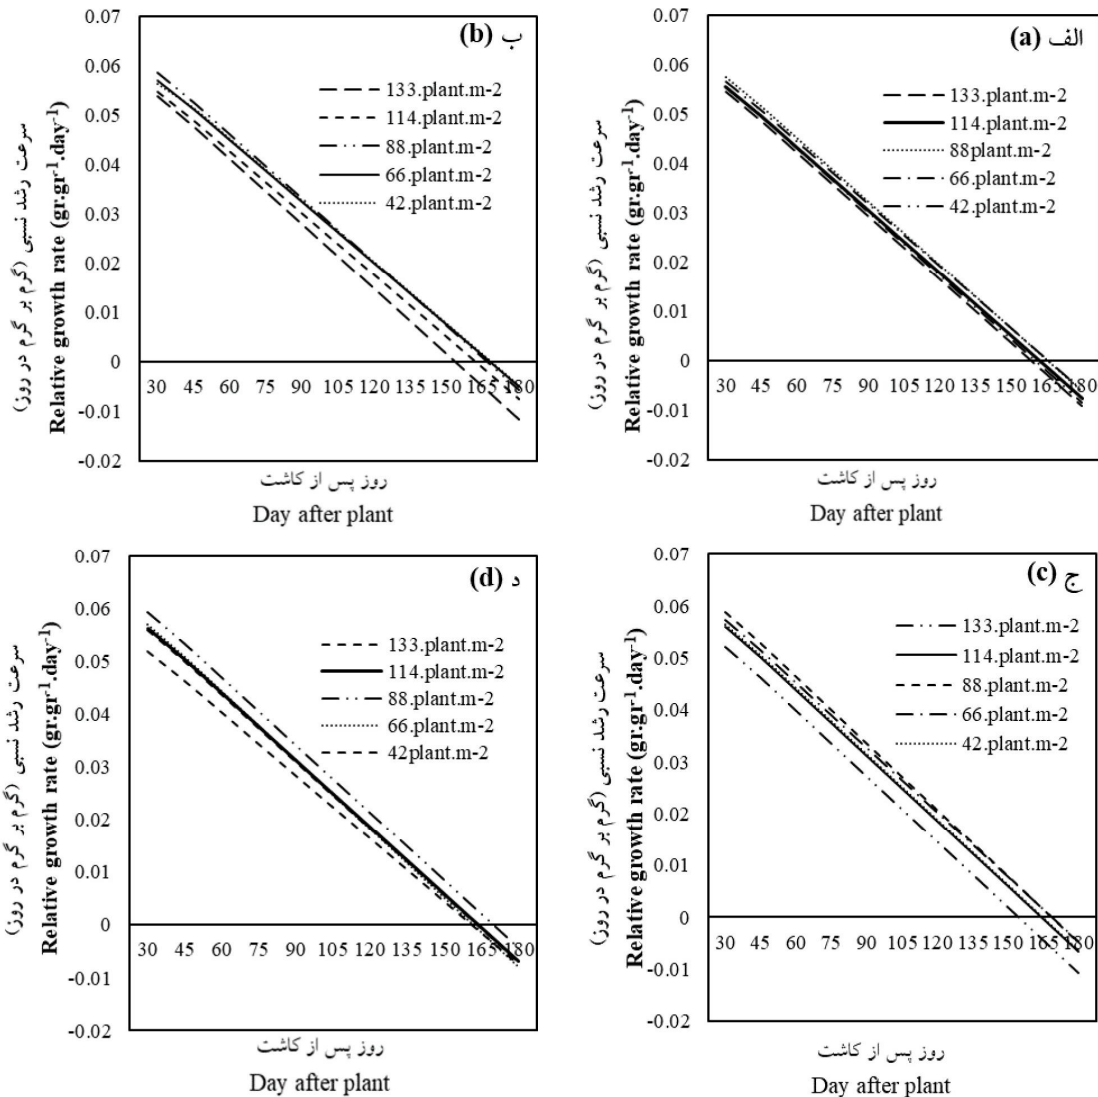 (b) ب
0.07
0.06
0.05
0.04
0.03
0.02
0.01
0
-0.01
-0.02
133.plant.m-2
114.plant.m-2
88.plant.m-2
66.plant.m-2
42.plant.m-2
30 45 60 75 90 105 120 135 150 165 180
سرعت رشد نسبی (گرم بر گرم در روز)
Relative growth rate (gr.gr-1.day-1)
روز پس از کاشت
Day after plant
(a) الف
0.07
0.06
0.05
0.04
0.03
0.02
0.01
0
-0.01
-0.02
133.plant.m-2
114.plant.m-2
88plant.m-2
66.plant.m-2
42.plant.m-2
30 45 60 75 90 105 120 135 150 165 180
سرعت رشد نسبی (گرم بر گرم در روز)
Relative growth rate (gr.gr-1.day-1)
روز پس از کاشت
Day after plant
(d) د
0.07
0.06
0.05
0.04
0.03
0.02
0.01
0
-0.01
-0.02
133.plant.m-2
114.plant.m-2
88.plant.m-2
66.plant.m-2
42plant.m-2
30 45 60 75 90 105 120 135 150 165 180
سرعت رشد نسبی (گرم بر گرم در روز)
Relative growth rate (gr.gr-1.day-1)
روز پس از کاشت
Day after plant
(c) ج
0.07
0.06
0.05
0.04
0.03
0.02
0.01
0
-0.01
-0.02
133.plant.m-2
114.plant.m-2
88.plant.m-2
66.plant.m-2
42.plant.m-2
30 45 60 75 90 105 120 135 150 165 180
سرعت رشد نسبی (گرم بر گرم در روز)
Relative growth rate (gr.gr-1.day-1)
روز پس از کاشت
Day after plant